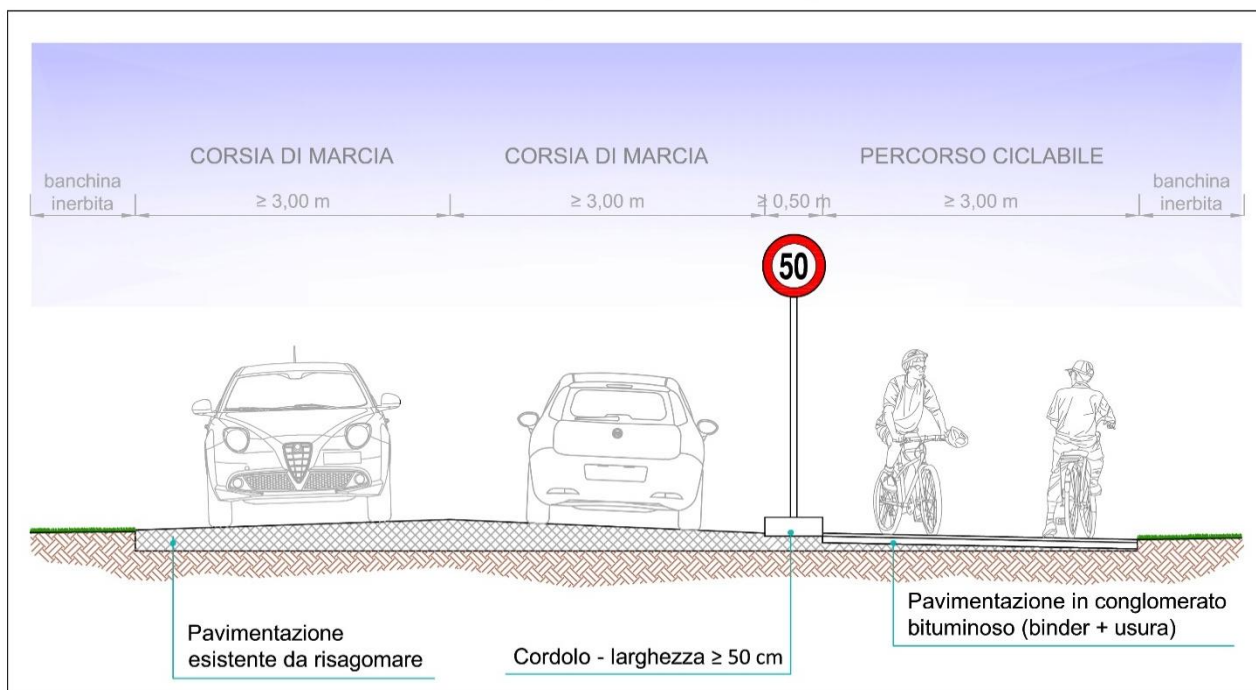 CORSIA DI MARCIA
CORSIA DI MARCIA
PERCORSO CICLABILE
banchina
inerbita
≥ 3,00 m
≥ 3,00 m
≥ 0,50 m
≥ 3,00 m
banchina
inerbita
50
Pavimentazione
esistente da risagomare
Cordolo - larghezza ≥ 50 cm
Pavimentazione in conglomerato
bituminoso (binder + usura)